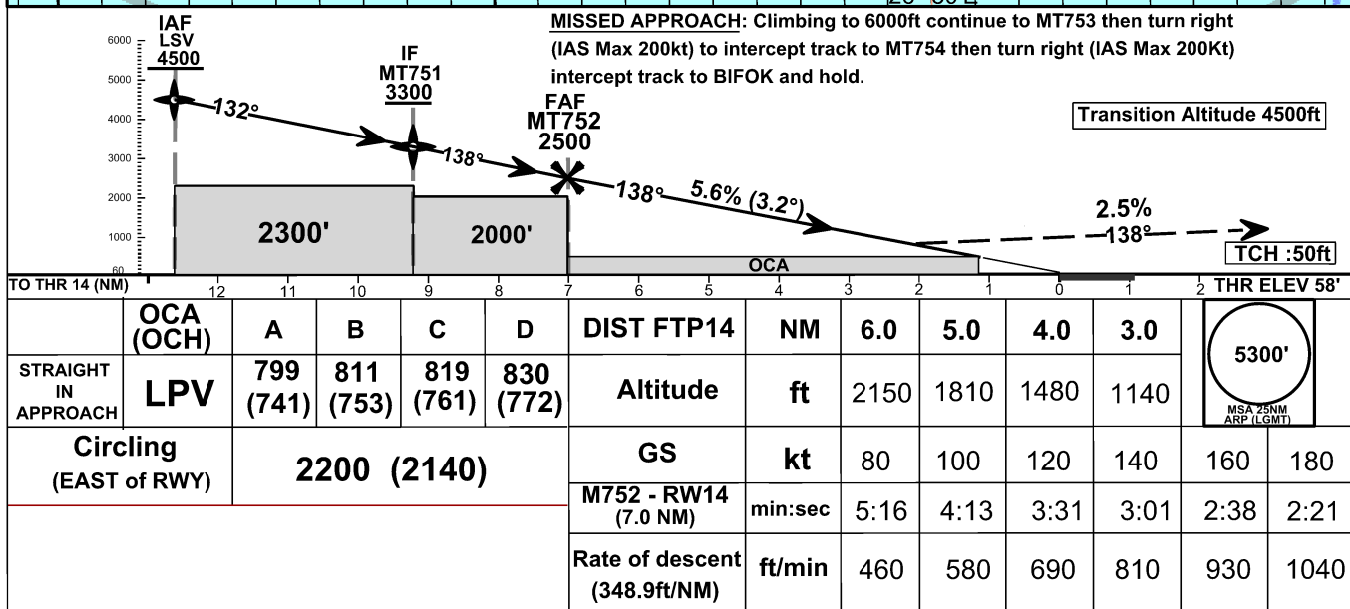 MISSED APPROACH: Climbing to 6000ft continue to MT753 then turn right
(IAS Max 200kt) to intercept track to MT754 then turn right (IAS Max 200Kt)
intercept track to BIFOK and hold.
IAF
LSV
4500
IF
MT751
3300
FAF
MT752
2500
Transition Altitude 4500ft
6000
5000
4000
3000
2000
1000
60
132°
138°
138°
5.6% (3.2°)
2.5%
138°
2300'
2000'
OCA
TCH :50ft
TO THR 14 (NM)
12 11 10 9 8 7 6 5 4 3 2 1 0 1 2
THR ELEV 58'
OCA
(OCH)
A B C D
STRAIGHT
IN
APPROACH
LPV
799 811 819 830
(741) (753) (761) (772)
Circling
(EAST of RWY)
2200 (2140)
DIST FTP14 NM 6.0 5.0 4.0 3.0
Altitude ft 2150 1810 1480 1140
5300'
MSA 25NM
ARP (LGMT)
GS kt 80 100 120 140 160 180
M752 - RW14
(7.0 NM)
min:sec 5:16 4:13 3:31 3:01 2:38 2:21
Rate of descent
(348.9ft/NM)
ft/min 460 580 690 810 930 1040